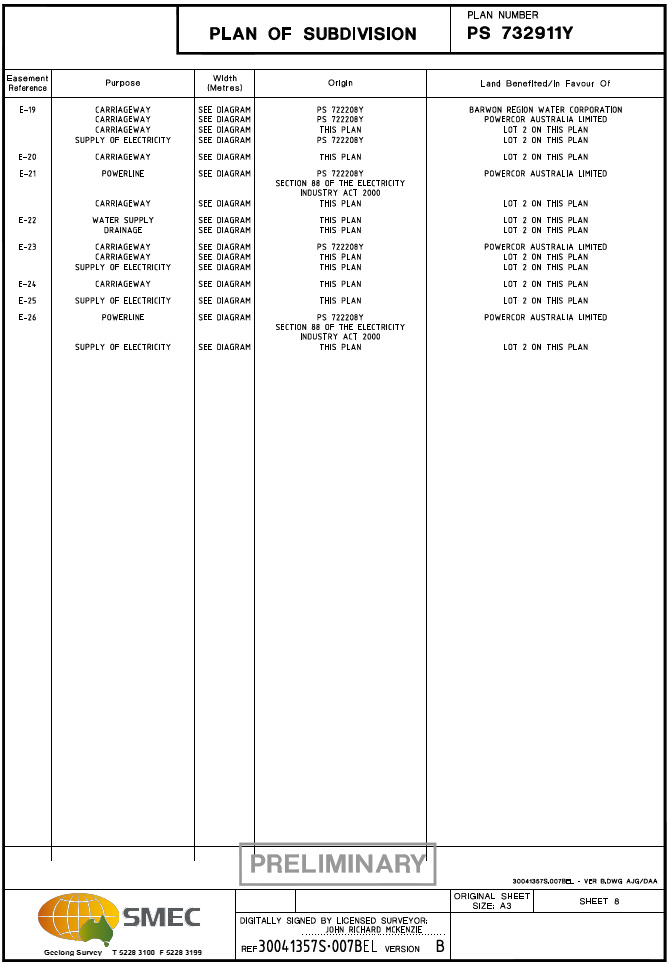 PLAN OF SUBDIVISION
PLAN NUMBER
PS 732911Y
Easement Reference Purpose Width (Metres) Origin Land Benefited/In Favour Of
E-19 CARRIAGEWAY SEE DIAGRAM PS 722208Y BARWON REGION WATER CORPORATION
CARRIAGEWAY SEE DIAGRAM PS 722208Y POWERCOR AUSTRALIA LIMITED
CARRIAGEWAY SEE DIAGRAM THIS PLAN LOT 2 ON THIS PLAN
SUPPLY OF ELECTRICITY SEE DIAGRAM PS 722208Y LOT 2 ON THIS PLAN
E-20 CARRIAGEWAY SEE DIAGRAM THIS PLAN LOT 2 ON THIS PLAN
E-21 POWERLINE SEE DIAGRAM PS 722208Y POWERCOR AUSTRALIA LIMITED
SECTION 88 OF THE ELECTRICITY
INDUSTRY ACT 2000
CARRIAGEWAY SEE DIAGRAM THIS PLAN LOT 2 ON THIS PLAN
E-22 WATER SUPPLY SEE DIAGRAM THIS PLAN LOT 2 ON THIS PLAN
DRAINAGE SEE DIAGRAM THIS PLAN LOT 2 ON THIS PLAN
E-23 CARRIAGEWAY SEE DIAGRAM PS 722208Y POWERCOR AUSTRALIA LIMITED
CARRIAGEWAY SEE DIAGRAM THIS PLAN LOT 2 ON THIS PLAN
SUPPLY OF ELECTRICITY SEE DIAGRAM THIS PLAN LOT 2 ON THIS PLAN
E-24 CARRIAGEWAY SEE DIAGRAM THIS PLAN LOT 2 ON THIS PLAN
E-25 SUPPLY OF ELECTRICITY SEE DIAGRAM THIS PLAN LOT 2 ON THIS PLAN
E-26 POWERLINE SEE DIAGRAM PS 722208Y POWERCOR AUSTRALIA LIMITED
SECTION 88 OF THE ELECTRICITY
INDUSTRY ACT 2000
SUPPLY OF ELECTRICITY SEE DIAGRAM THIS PLAN LOT 2 ON THIS PLAN
PRELIMINARY
30041357S.007BEL - VER B.DWG AJG/DAA
SMEC
Geelong Survey T 5228 3100 F 5228 3199
ORIGINAL SHEET
SIZE: A3
SHEET 8
DIGITALLY SIGNED BY LICENSED SURVEYOR:
JOHN RICHARD MCKENZIE
REF 30041357S-007BEL VERSION B